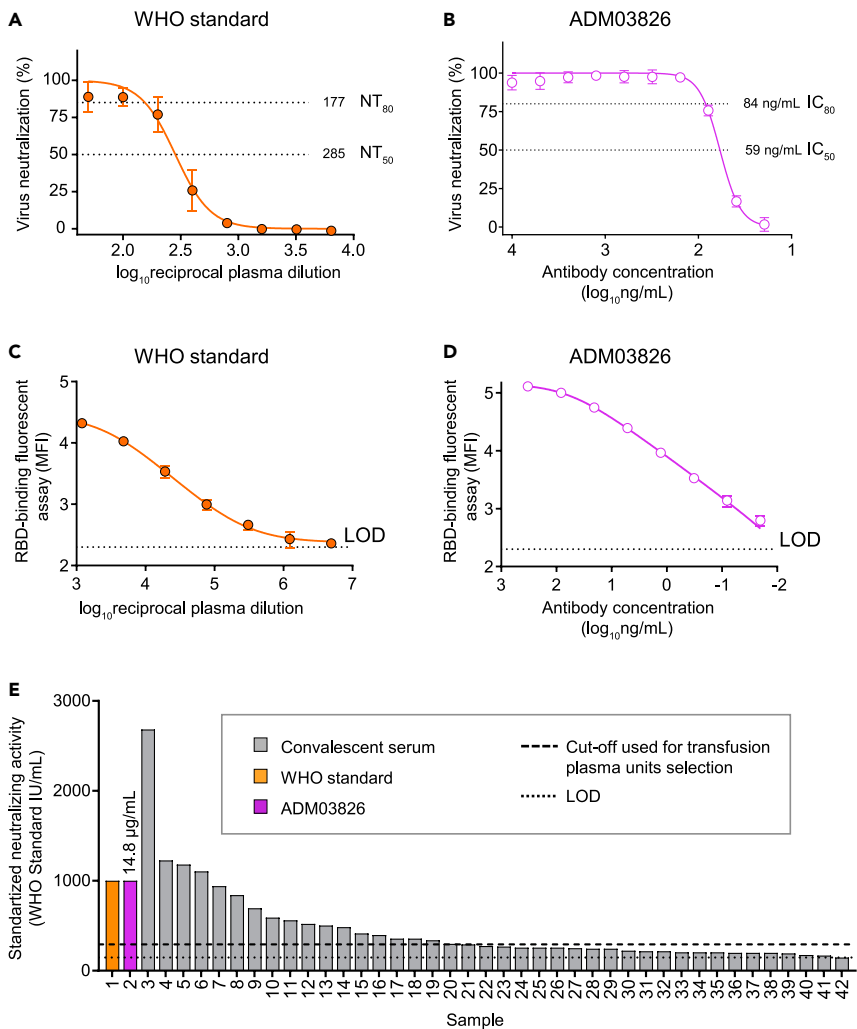 A
WHO standard
Virus neutralization (%)
100
75
50
25
0
177 NT80
285 NT50
2.0 2.5 3.0 3.5 4.0
log10reciprocal plasma dilution
B
ADM03826
Virus neutralization (%)
100
75
50
25
0
84 ng/mL IC80
59 ng/mL IC50
4 3 2 1
Antibody concentration
(log10ng/mL)
C
WHO standard
RBD-binding fluorescent
assay (MFI)
5
4
3
2
LOD
3 4 5 6 7
log10reciprocal plasma dilution
D
ADM03826
RBD-binding fluorescent
assay (MFI)
5
4
3
2
LOD
3 2 1 0 -1 -2
Antibody concentration
(log10ng/mL)
E
Standartized neutralizing activity
(WHO Standard IU/mL)
3000
2000
1000
0
14.8 µg/mL
Convalescent serum
WHO standard
ADM03826
Cut-off used for transfusion
plasma units selection
LOD
1 2 3 4 5 6 7 8 9 10 11 12 13 14 15 16 17 18 19 20 21 22 23 24 25 26 27 28 29 30 31 32 33 34 35 36 37 38 39 40 41 42
Sample